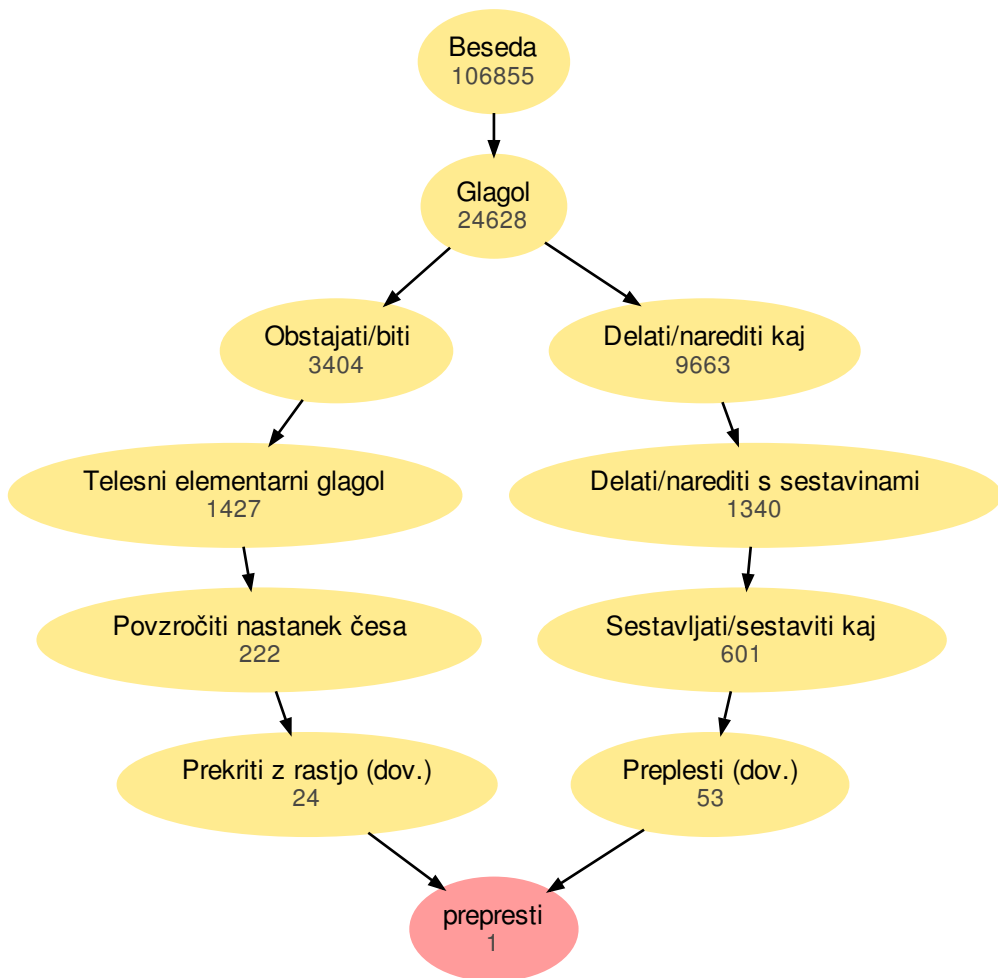 Beseda
106855
Glagol
24628
Obstajati/biti
3404
Delati/narediti kaj
9663
Telesni elementarni glagol
1427
Delati/narediti s sestavinami
1340
Povzročiti nastanek česa
222
Sestavljati/sestaviti kaj
601
Prekriti z rastjo (dov.)
24
Preplesti (dov.)
53
prepresti
1